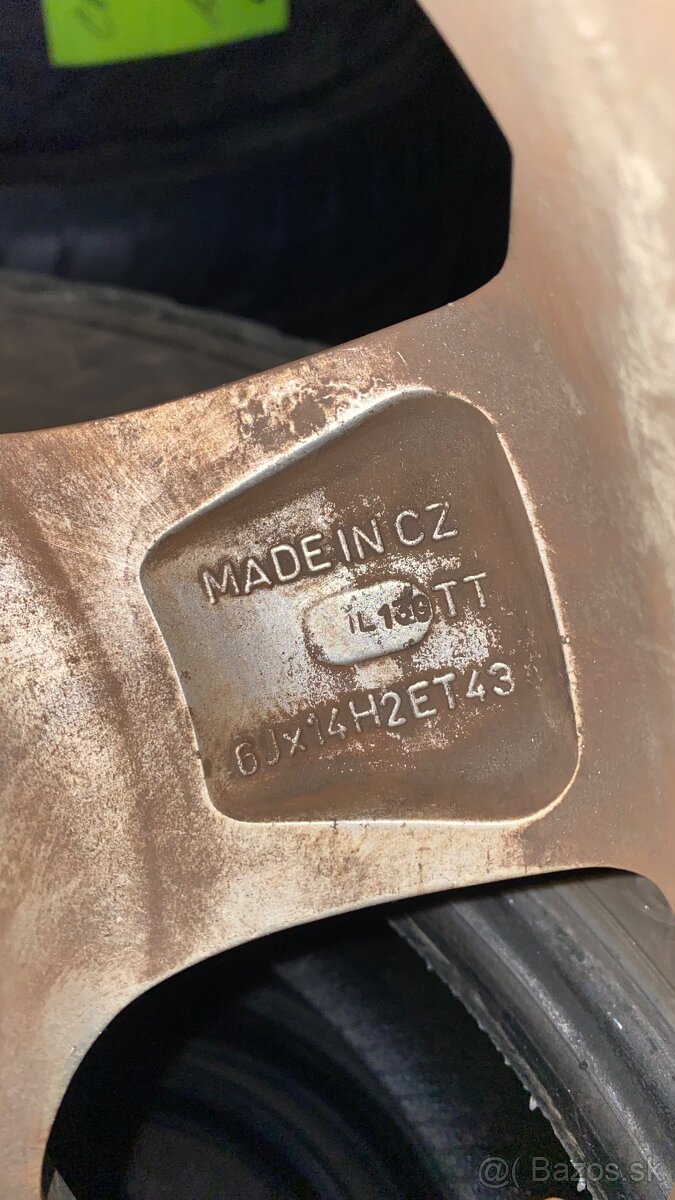 MADE IN CZ
TT
6Jx14H2ET43
@( Bazos.sk